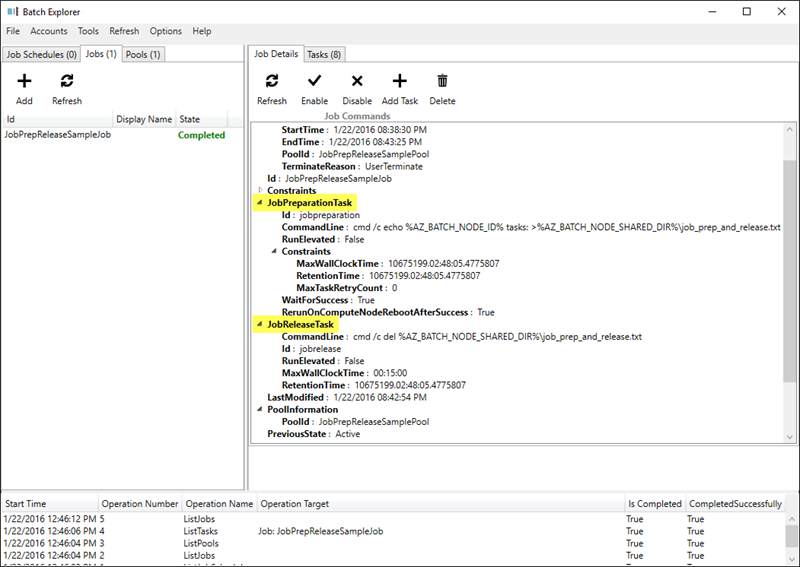 Batch Explorer
File Accounts Tools Refresh Options Help
Job Schedules (0) Jobs (1) Pools (1)
Add Refresh
Id Display Name State
JobPrepReleaseSampleJob Completed
Job Details Tasks (8)
Refresh Enable Disable Add Task Delete
Job Commands
StartTime : 1/22/2016 08:38:30 PM
EndTime : 1/22/2016 08:43:25 PM
PoolId : JobPrepReleaseSamplePool
TerminateReason : UserTerminate
Id : JobPrepReleaseSampleJob
Constraints
JobPreparationTask
Id : jobpreparation
CommandLine : cmd /c echo %AZ_BATCH_NODE_ID% tasks: >%AZ_BATCH_NODE_SHARED_DIR%\job_prep_and_release.txt
RunElevated : False
Constraints
MaxWallClockTime : 10675199.02:48:05.4775807
RetentionTime : 10675199.02:48:05.4775807
MaxTaskRetryCount : 0
WaitForSuccess : True
RerunOnComputeNodeRebootAfterSuccess : True
JobReleaseTask
CommandLine : cmd /c del %AZ_BATCH_NODE_SHARED_DIR%\job_prep_and_release.txt
Id : jobrelease
RunElevated : False
MaxWallClockTime : 00:15:00
RetentionTime : 10675199.02:48:05.4775807
LastModified : 1/22/2016 08:42:54 PM
PoolInformation
PoolId : JobPrepReleaseSamplePool
PreviousState : Active
Start Time Operation Number Operation Name Operation Target Is Completed CompletedSuccessfully
1/22/2016 12:46:12 PM 5 ListJobs True True
1/22/2016 12:46:06 PM 4 ListTasks Job: JobPrepReleaseSampleJob True True
1/22/2016 12:46:04 PM 3 ListPools True True
1/22/2016 12:46:04 PM 2 ListJobs True True